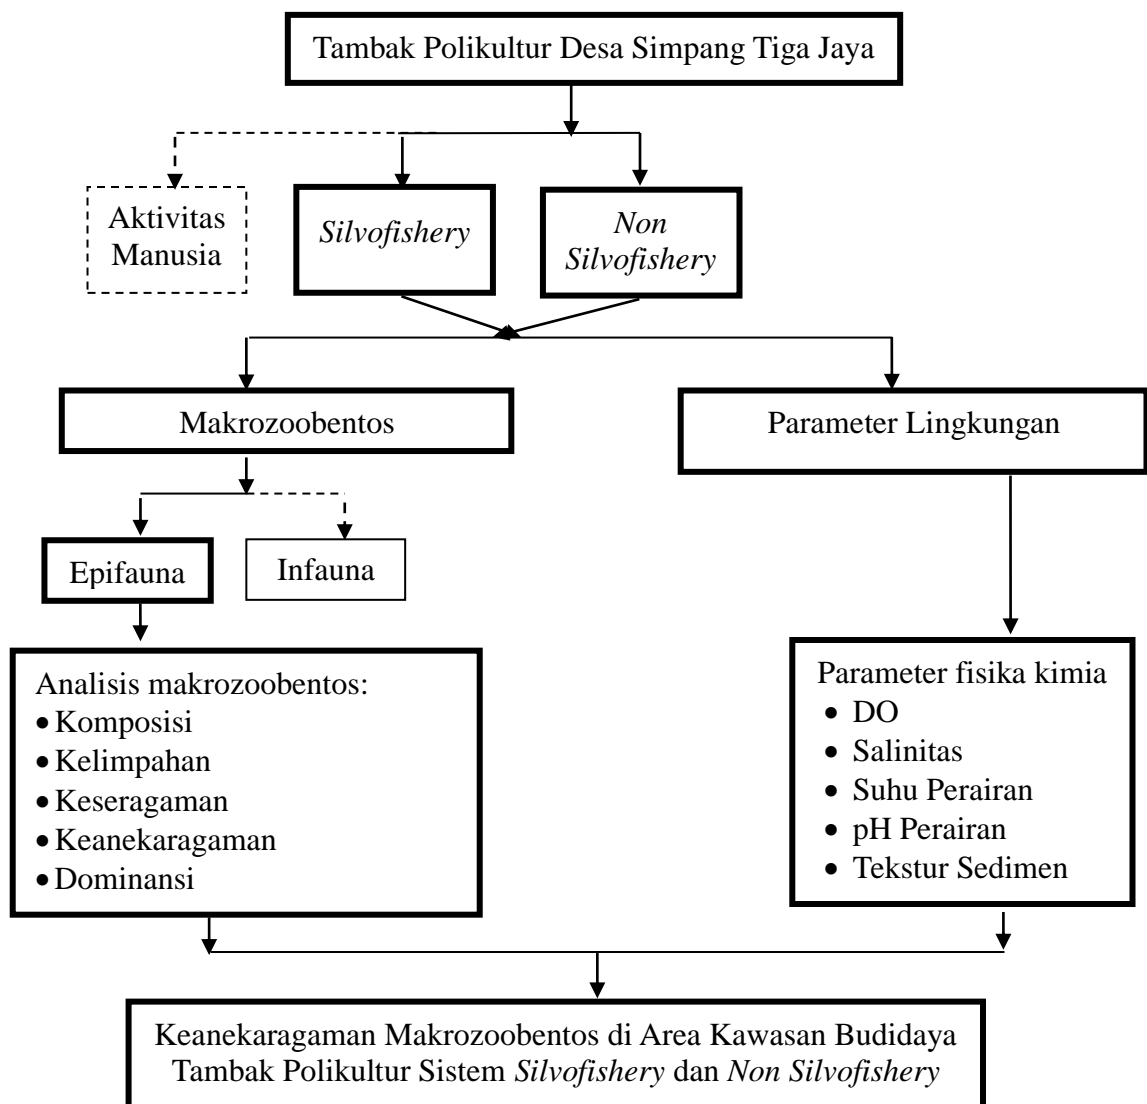 Tambak Polikultur Desa Simpang Tiga Jaya
Aktivitas
Manusia
Silvofishery
Non
Silvofishery
Makrozoobentos
Parameter Lingkungan
Epifauna
Infauna
Analisis makrozoobentos:
• Komposisi
• Kelimpahan
• Keseragaman
• Keanekaragaman
• Dominansi
Parameter fisika kimia
• DO
• Salinitas
• Suhu Perairan
• pH Perairan
• Tekstur Sedimen
Keanekaragaman Makrozoobentos di Area Kawasan Budidaya
Tambak Polikultur Sistem Silvofishery dan Non Silvofishery